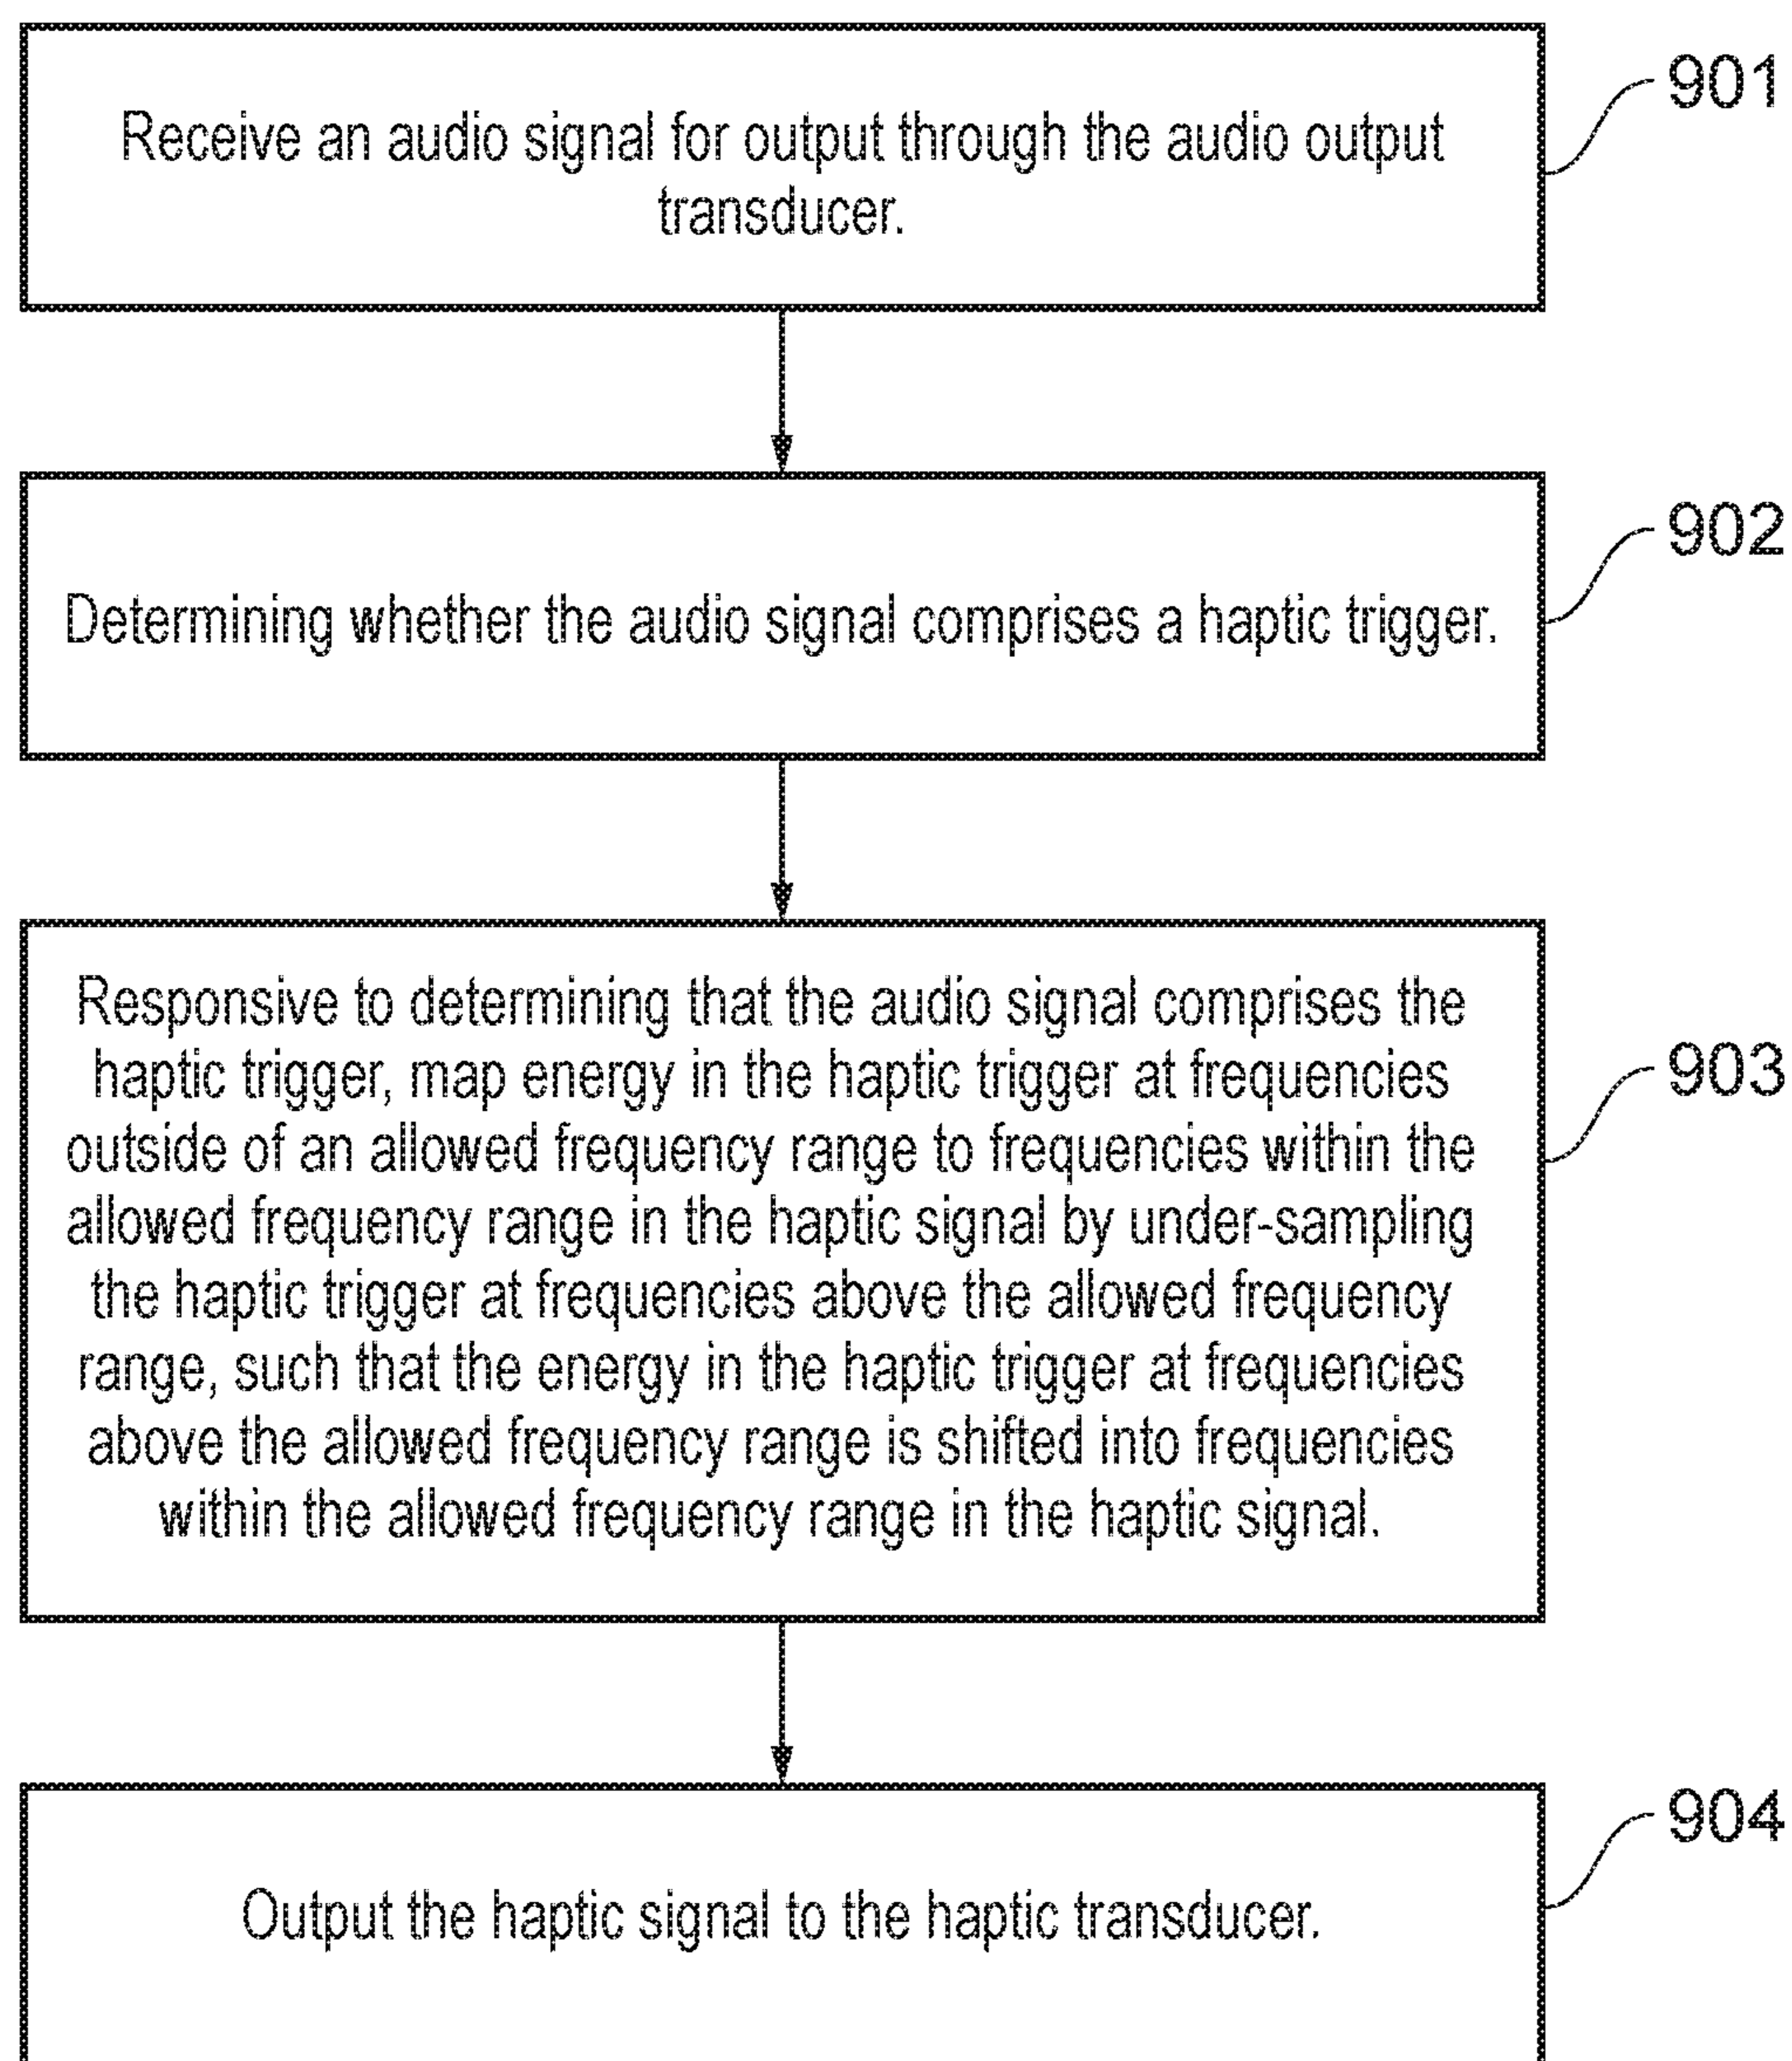 Receive an audio signal for output through the audio output
transducer.
901
Determining whether the audio signal comprises a haptic trigger.
902
Responsive to determining that the audio signal comprises the
haptic trigger, map energy in the haptic trigger at frequencies
outside of an allowed frequency range to frequencies within the
allowed frequency range in the haptic signal by under-sampling
the haptic trigger at frequencies above the allowed frequency
range, such that the energy in the haptic trigger at frequencies
above the allowed frequency range is shifted into frequencies
within the allowed frequency range in the haptic signal.
903
Output the haptic signal to the haptic transducer.
904